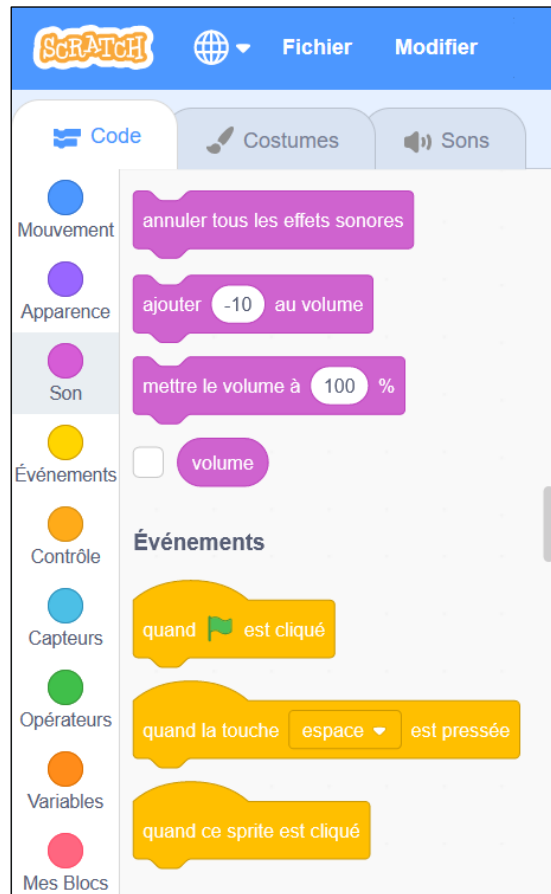 SCRATCH Fichier Modifier
Code Costumes Sons
Mouvement
Apparence
Son
Événements
Contrôle
Capteurs
Opérateurs
Variables
Mes Blocs
annuler tous les effets sonores
ajouter -10 au volume
mettre le volume à 100 %
volume
Événements
quand est cliqué
quand la touche espace est pressée
quand ce sprite est cliqué